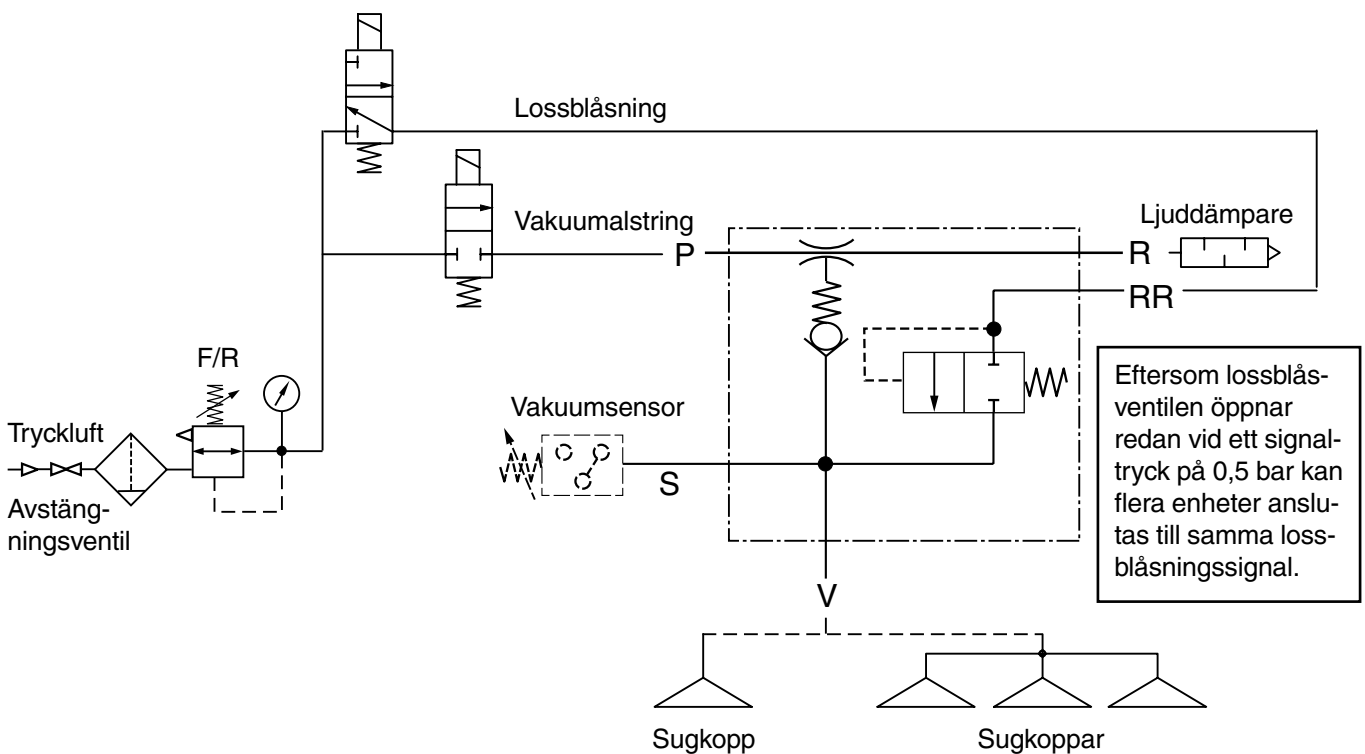 Lossblåsning
Vakuumalstring
Ljuddämpare
P
R
RR
F/R
Tryckluft
Avstäng-
ningsventil
Vakuumsensor
S
Eftersom lossblås-
ventilen öppnar
redan vid ett signal-
tryck på 0,5 bar kan
flera enheter anslu-
tas till samma loss-
blåsningssignal.
V
Sugkopp
Sugkoppar